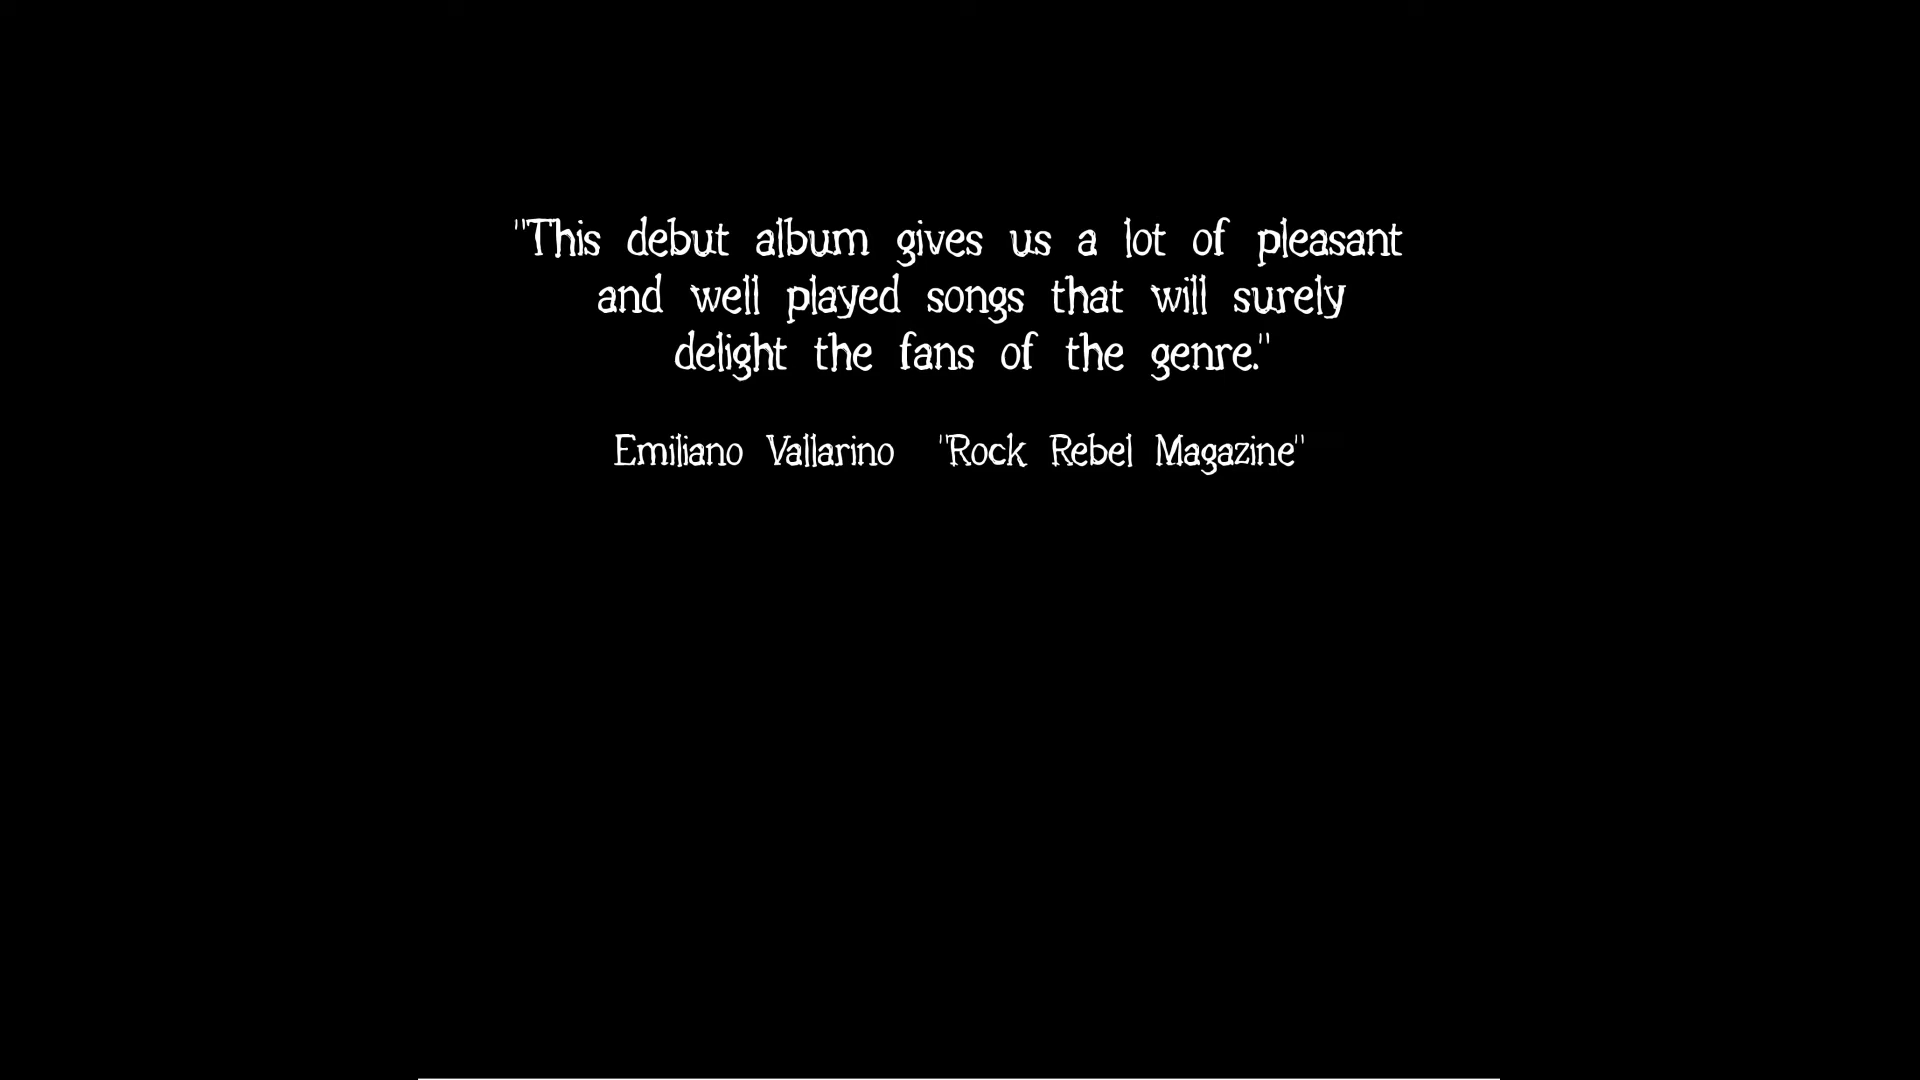 "This debut album gives us a lot of pleasant
and well played songs that will surely
delight the fans of the genre."
Emiliano Vallarino "Rock Rebel Magazine"